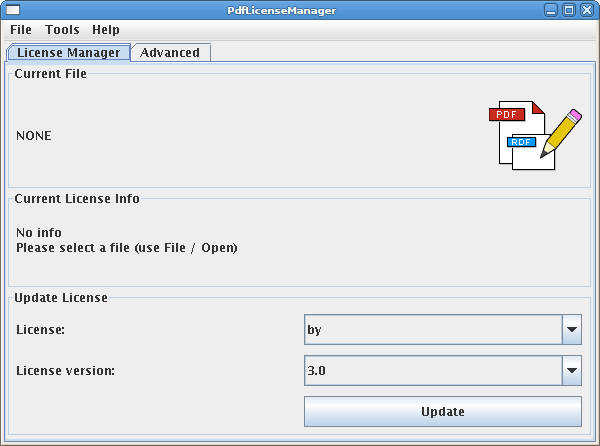 PdfLicenseManager
File Tools Help
License Manager Advanced
Current File
PDF
NONE
RDF
Current License Info
No info
Please select a file (use File / Open)
Update License
License: by
License version: 3.0
Update